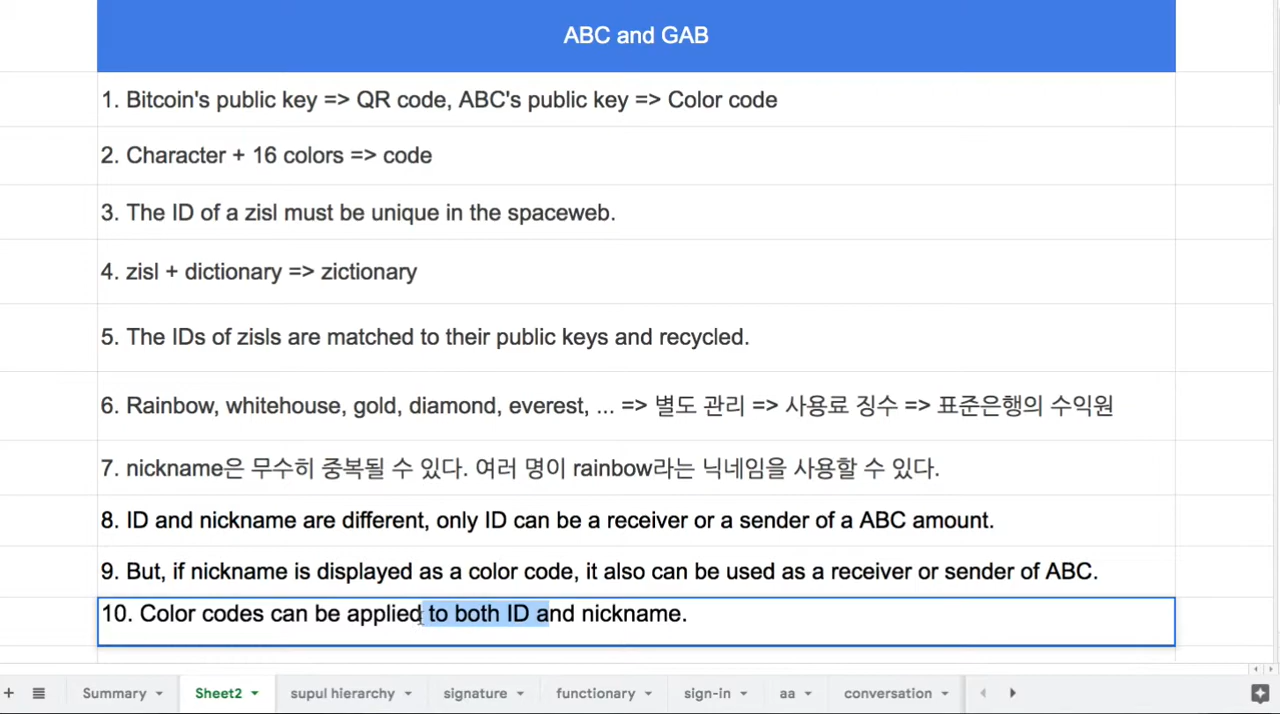 ABC and GAB
1. Bitcoin's public key => QR code, ABC's public key => Color code
2. Character + 16 colors => code
3. The ID of a zisl must be unique in the spaceweb.
4. zisl + dictionary => zictionary
5. The IDs of zisls are matched to their public keys and recycled.
6. Rainbow, whitehouse, gold, diamond, everest, ... => 별도 관리 => 사용료 징수 => 표준은행의 수익원
7. nickname은 무수히 중복될 수 있다. 여러 명이 rainbow라는 닉네임을 사용할 수 있다.
8. ID and nickname are different, only ID can be a receiver or a sender of a ABC amount.
9. But, if nickname is displayed as a color code, it also can be used as a receiver or sender of ABC.
10. Color codes can be applied to both ID and nickname.
+ Summary Sheet2 supul hierarchy signature functionary sign-in aa conversation